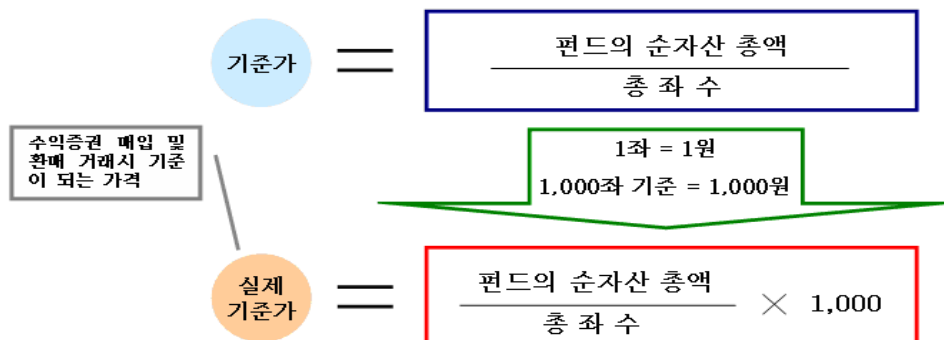 기준가
펀드의 순자산 총액
총 좌 수
수익증권 매입 및
환매 거래시 기준
이 되는 가격
1좌 = 1원
1,000좌 기준 = 1,000원
실제
기준가
펀드의 순자산 총액
총 좌 수
× 1,000